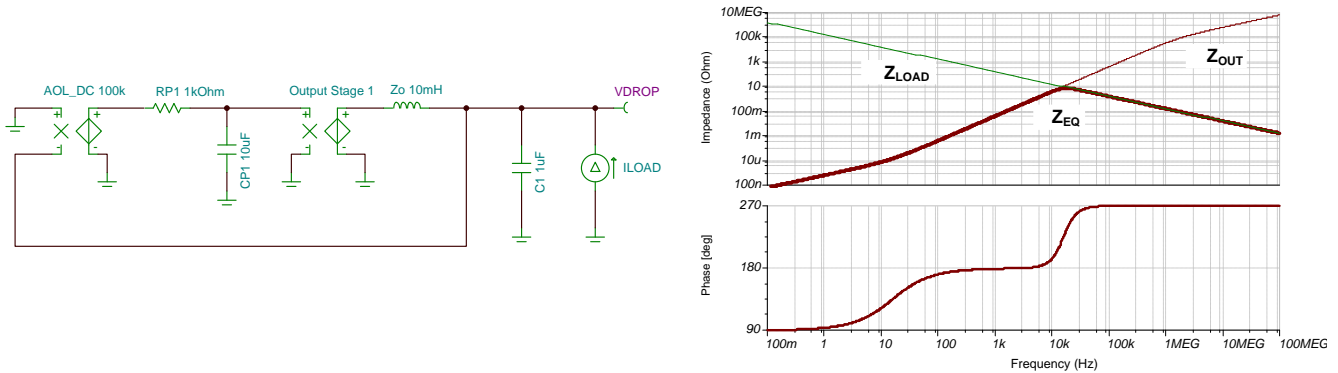 AOL_DC 100k
RP1 1kOhm
Output Stage 1
Zo 10mH
VDROP
+
+
+
+
-
-
-
-
CP1 10uF
C1 1uF
ILOAD
Impedance (Ohm)
10MEG
100k
1k
10
100m
1m
10u
100n
ZLOAD
ZOUT
ZEQ
Phase [deg]
270
180
90
100m
1
10
100
1k
10k
100k
1MEG
10MEG
100MEG
Frequency (Hz)